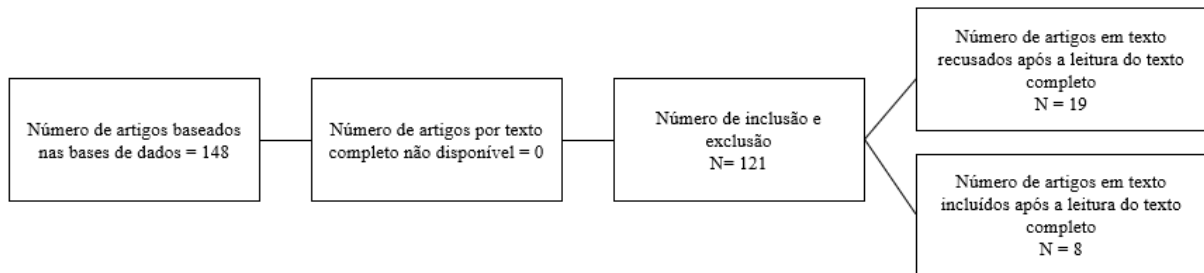 Número de artigos baseados
nas bases de dados = 148
Número de artigos por texto
completo não disponível = 0
Número de inclusão e
exclusão
N= 121
Número de artigos em texto
recusados após a leitura do texto
completo
N = 19
Número de artigos em texto
incluídos após a leitura do texto
completo
N = 8